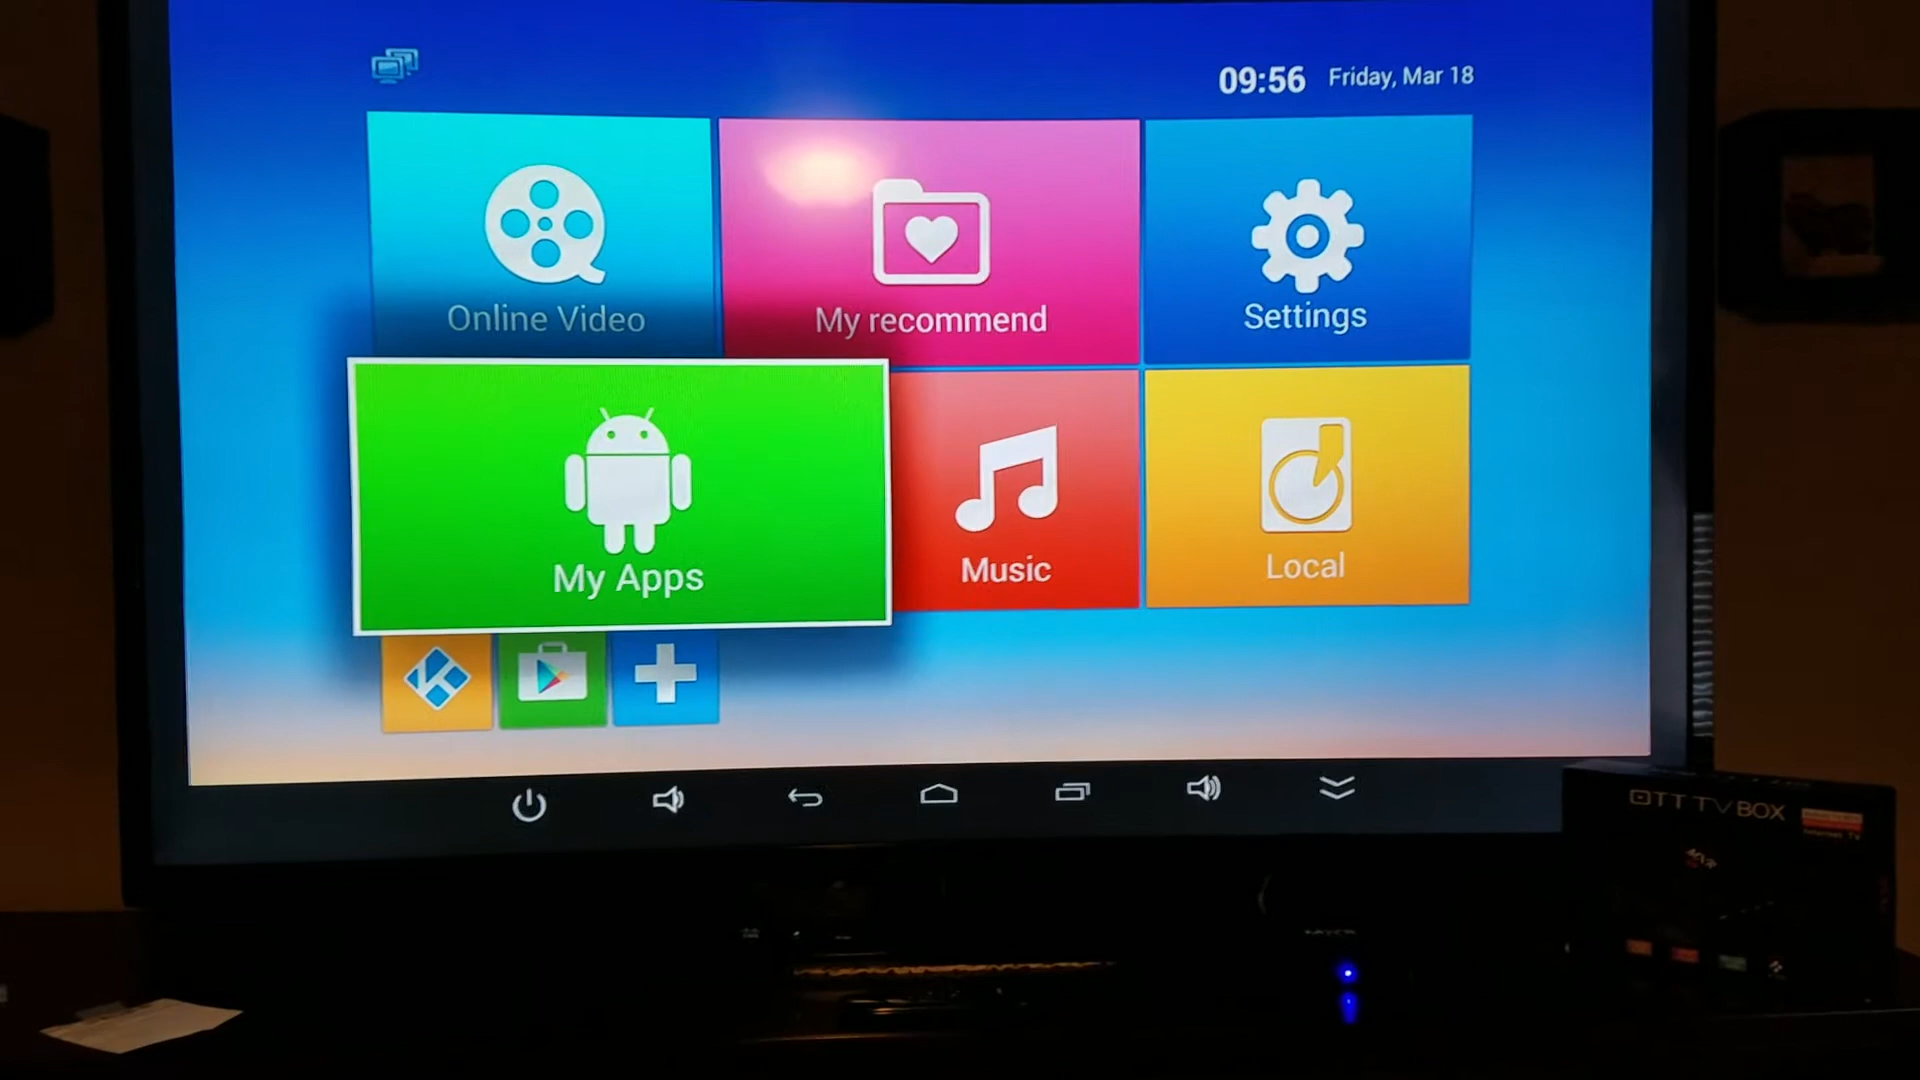 09:56 Friday, Mar 18
Online Video
My recommend
Settings
My Apps
Music
Local
OTT TV BOX